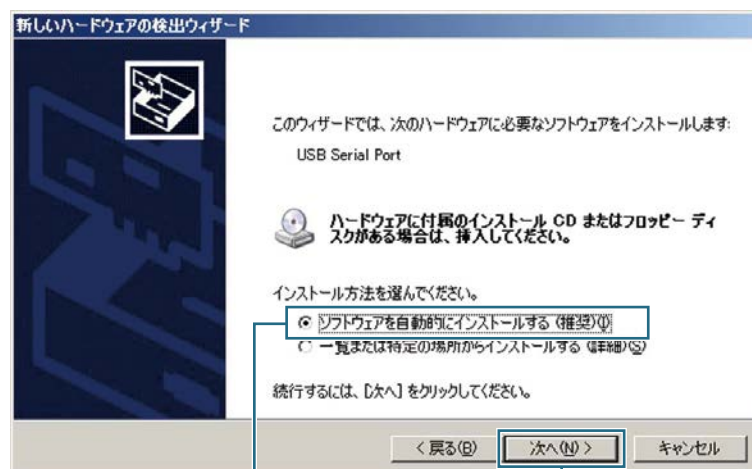 新しいハードウェアの検出ウィザード
このウィザードでは、次のハードウェアに必要なソフトウェアをインストールします:
USB Serial Port
ハードウェアに付属のインストール CD またはフロッピー ディ
スクがある場合は、挿入してください。
インストール方法を選んでください。
ソフトウェアを自動的にインストールする (推奨)(I)
一覧または特定の場所からインストールする (詳細)(S)
続行するには、[次へ] をクリックしてください。
< 戻る(B) 次へ(N) > キャンセル